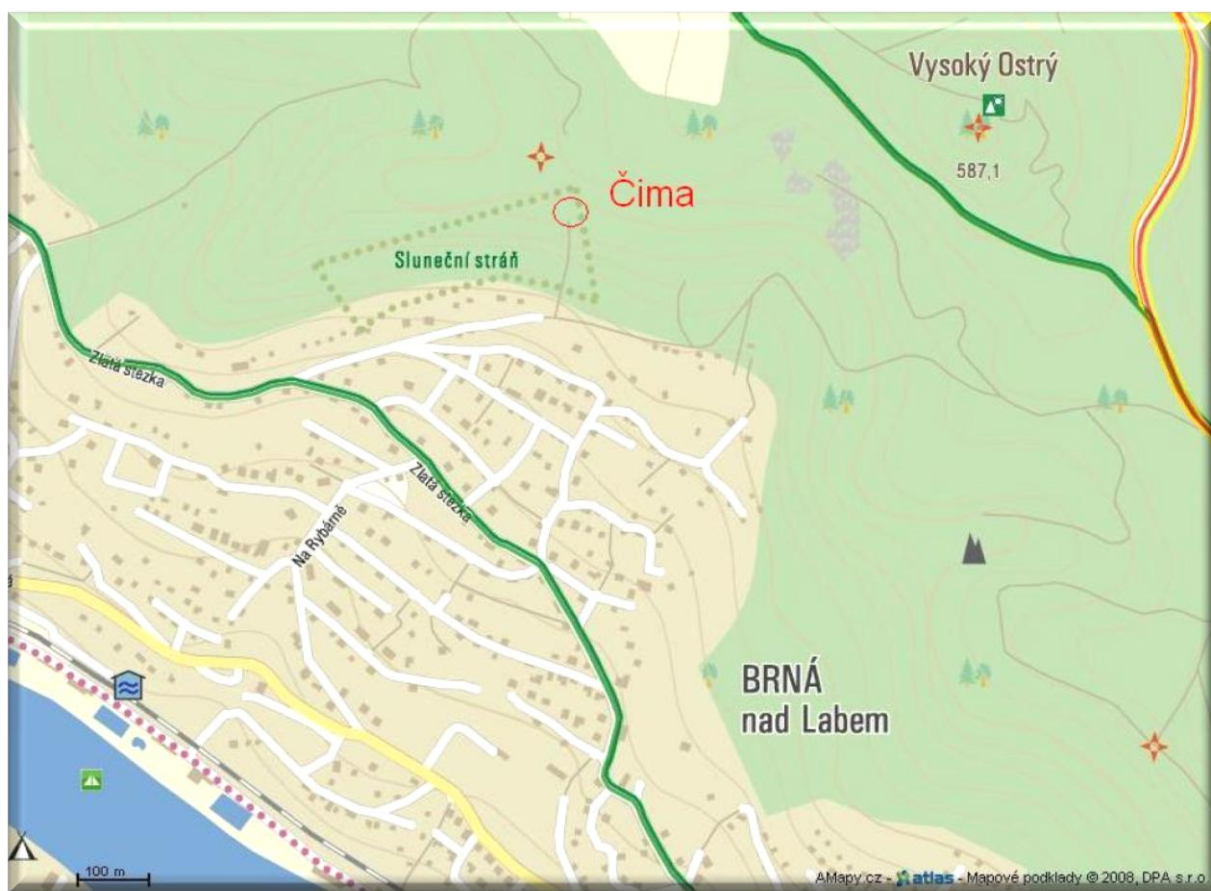 Vysoký Ostrý
587,1
Čima
Sluneční stráň
Zlatá stezka
Zlatá stezka
Na Rybárně
BRNÁ
nad Labem
100 m
AMapy.cz - atlas - Mapové podklady © 2008, DPA s.r.o.